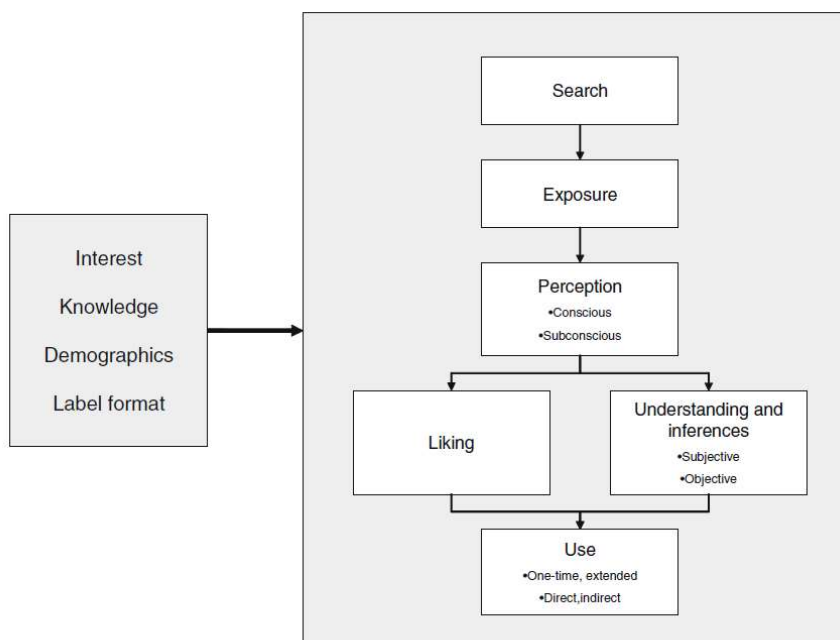 Interest
Knowledge
Demographics
Label format
Search
Exposure
Perception
•Conscious
•Subconscious
Liking
Understanding and
inferences
•Subjective
•Objective
Use
•One-time, extended
•Direct,indirect